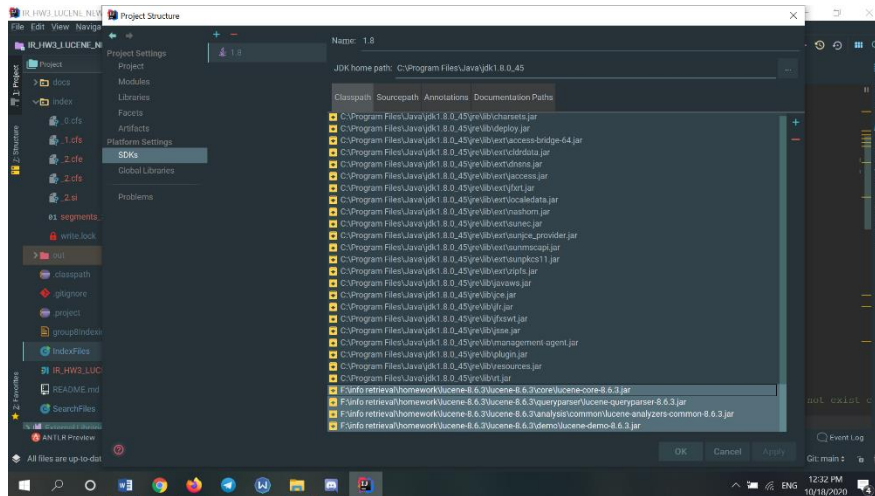 IR_HW3_LUCENE_NEW
Project Structure
File Edit View Naviga
IR_HW3_LUCENE_N
Project
docs
index
_0.cfs
_1.cfs
_2.cfe
_2.cfs
_2.si
segments_
write.lock
out
classpath
gitignore
project
group8Indexi
IndexFiles
IR_HW3_LUC
README.md
SearchFiles
External Librarie
1: Project
Z: Structure
2: Favorites
ANTLR Preview
All files are up-to-dat
Project Settings
Project
Modules
Libraries
Facets
Artifacts
Platform Settings
SDKs
Global Libraries
Problems
1.8
Name: 1.8
JDK home path: C:\Program Files\Java\jdk1.8.0_45
Classpath Sourcepath Annotations Documentation Paths
C:\Program Files\Java\jdk1.8.0_45\jre\lib\charsets.jar
C:\Program Files\Java\jdk1.8.0_45\jre\lib\deploy.jar
C:\Program Files\Java\jdk1.8.0_45\jre\lib\ext\access-bridge-64.jar
C:\Program Files\Java\jdk1.8.0_45\jre\lib\ext\cldrdata.jar
C:\Program Files\Java\jdk1.8.0_45\jre\lib\ext\dnsns.jar
C:\Program Files\Java\jdk1.8.0_45\jre\lib\ext\jaccess.jar
C:\Program Files\Java\jdk1.8.0_45\jre\lib\ext\jfxrt.jar
C:\Program Files\Java\jdk1.8.0_45\jre\lib\ext\localedata.jar
C:\Program Files\Java\jdk1.8.0_45\jre\lib\ext\nashorn.jar
C:\Program Files\Java\jdk1.8.0_45\jre\lib\ext\sunec.jar
C:\Program Files\Java\jdk1.8.0_45\jre\lib\ext\sunjce_provider.jar
C:\Program Files\Java\jdk1.8.0_45\jre\lib\ext\sunmscapi.jar
C:\Program Files\Java\jdk1.8.0_45\jre\lib\ext\sunpkcs11.jar
C:\Program Files\Java\jdk1.8.0_45\jre\lib\ext\zipfs.jar
C:\Program Files\Java\jdk1.8.0_45\jre\lib\javaws.jar
C:\Program Files\Java\jdk1.8.0_45\jre\lib\jce.jar
C:\Program Files\Java\jdk1.8.0_45\jre\lib\jfr.jar
C:\Program Files\Java\jdk1.8.0_45\jre\lib\jfxswt.jar
C:\Program Files\Java\jdk1.8.0_45\jre\lib\jsse.jar
C:\Program Files\Java\jdk1.8.0_45\jre\lib\management-agent.jar
C:\Program Files\Java\jdk1.8.0_45\jre\lib\plugin.jar
C:\Program Files\Java\jdk1.8.0_45\jre\lib\resources.jar
C:\Program Files\Java\jdk1.8.0_45\jre\lib\rt.jar
F:\info retrieval\homework\lucene-8.6.3\lucene-8.6.3\core\lucene-core-8.6.3.jar
F:\info retrieval\homework\lucene-8.6.3\lucene-8.6.3\queryparser\lucene-queryparser-8.6.3.jar
F:\info retrieval\homework\lucene-8.6.3\lucene-8.6.3\analysis\common\lucene-analyzers-common-8.6.3.jar
F:\info retrieval\homework\lucene-8.6.3\lucene-8.6.3\demo\lucene-demo-8.6.3.jar
OK Cancel Apply
not exist
Event Log
Git: main
ENG
12:32 PM
10/18/2020